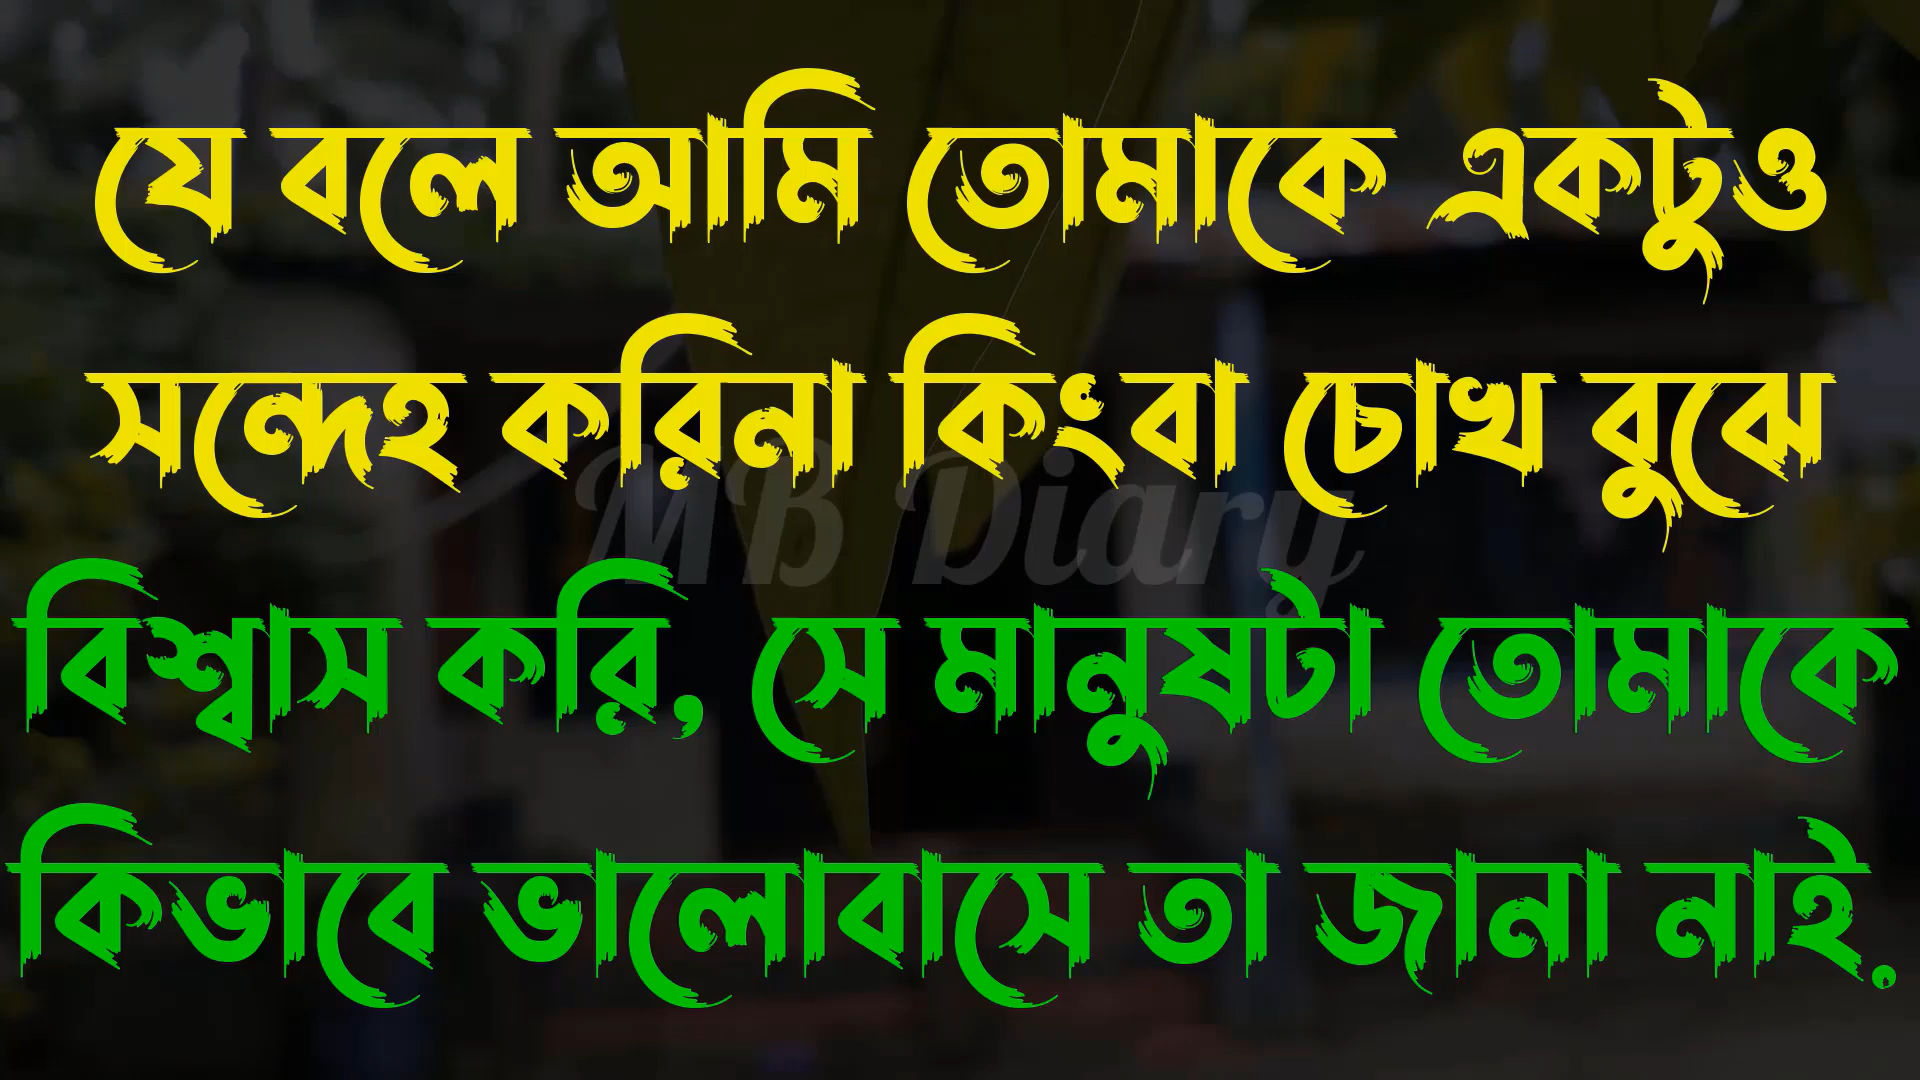 যে বলে আমি তোমাকে একটুও
সন্দেহ করিনা কিংবা চোখ বুঝে
MB Diary
বিশ্বাস করি, সে মানুষটা তোমাকে
কিভাবে ভালোবাসে তা জানা নাই.